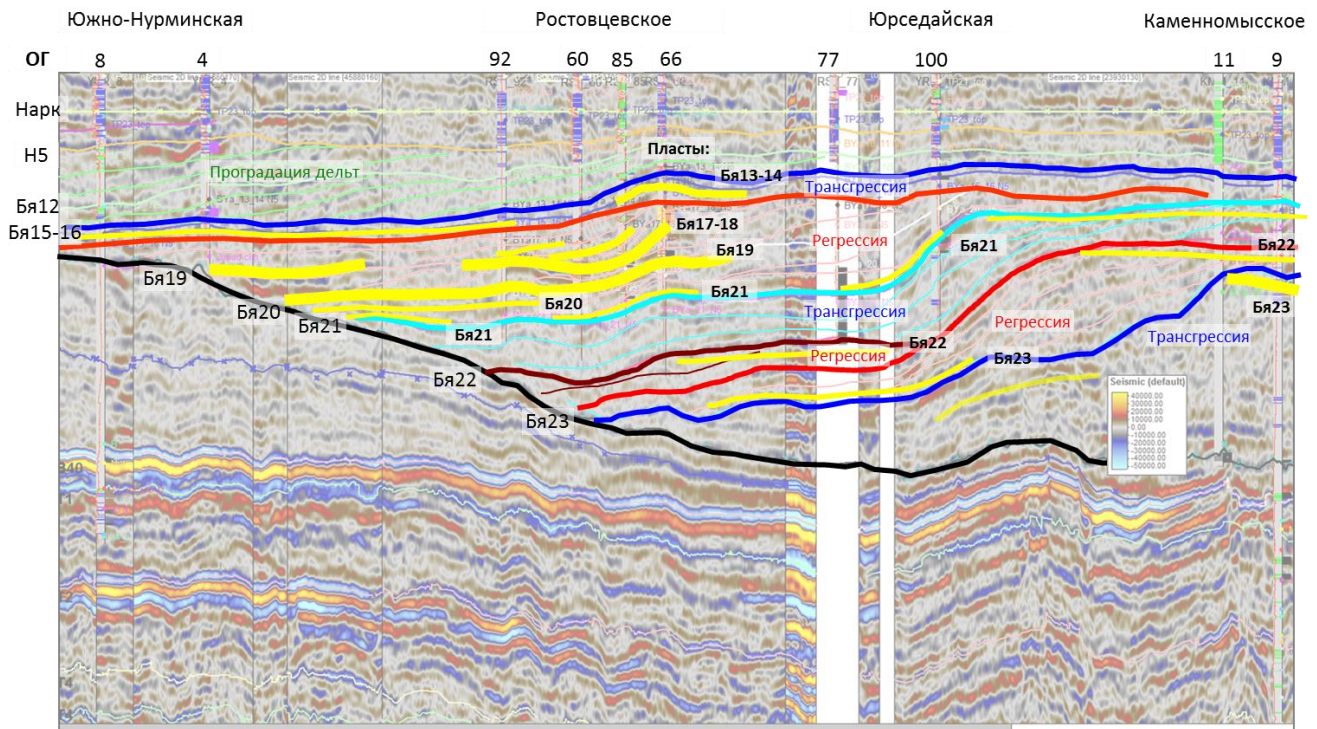 Южно-Нурминская Ростовцевское Юрседайская Каменномысское
ОГ 8 4 92 60 85 66 77 100 11 9
Нарк
H5
Пласты:
Проградация дельт
Бя13-14
Трансгрессия
Бя12
Бя15-16
Бя17-18
Регрессия
Бя21
Бя22
Бя19
Бя19
Бя20
Бя20
Бя21
Бя21
Бя21
Трансгрессия
Регрессия
Бя23
Трансгрессия
Бя22
Регрессия
Бя23
Бя22
Бя23
Seismic (default)
40000.00
30000.00
20000.00
10000.00
0.00
-10000.00
-20000.00
-30000.00
-40000.00
-50000.00